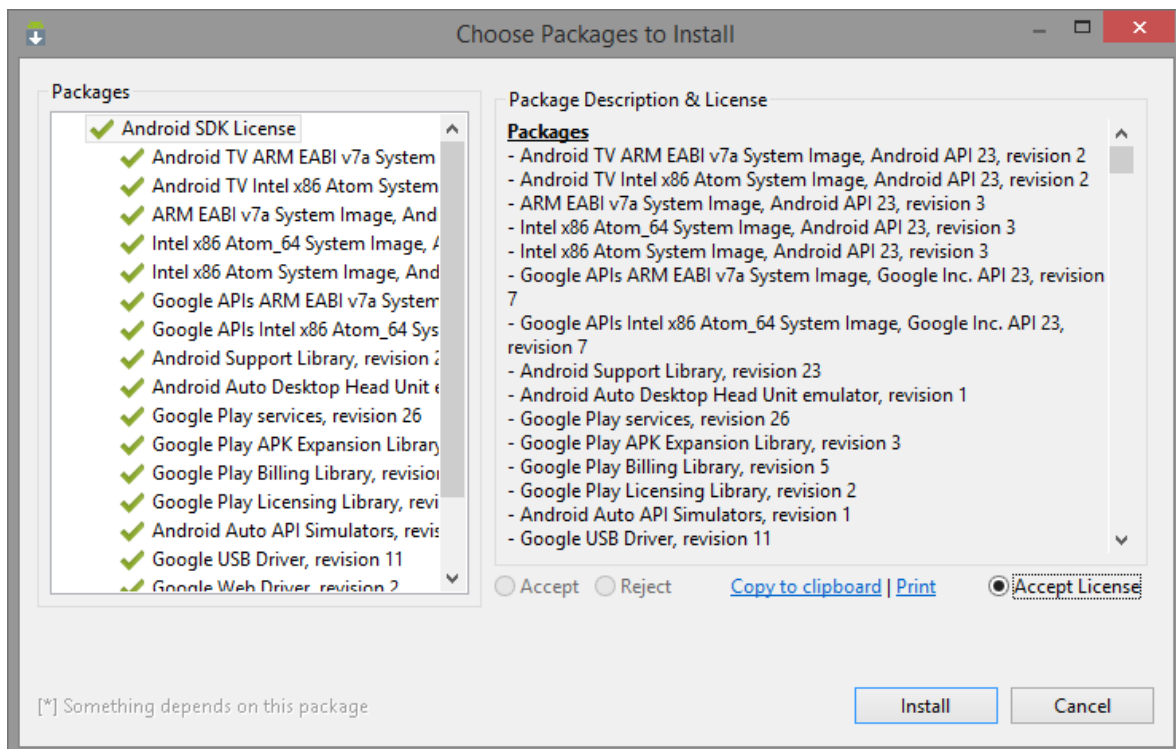 Choose Packages to Install
Packages
Android SDK License
Android TV ARM EABI v7a System
Android TV Intel x86 Atom System
ARM EABI v7a System Image, And
Intel x86 Atom_64 System Image,
Intel x86 Atom System Image, And
Google APIs ARM EABI v7a System
Google APIs Intel x86 Atom_64 Sys
Android Support Library, revision
Android Auto Desktop Head Unit
Google Play services, revision 26
Google Play APK Expansion Library
Google Play Billing Library, revision
Google Play Licensing Library, revi
Android Auto API Simulators, revis
Google USB Driver, revision 11
Google Web Driver, revision 2
Package Description & License
Packages
- Android TV ARM EABI v7a System Image, Android API 23, revision 2
- Android TV Intel x86 Atom System Image, Android API 23, revision 2
- ARM EABI v7a System Image, Android API 23, revision 3
- Intel x86 Atom_64 System Image, Android API 23, revision 3
- Intel x86 Atom System Image, Android API 23, revision 3
- Google APIs ARM EABI v7a System Image, Google Inc. API 23, revision
7
- Google APIs Intel x86 Atom_64 System Image, Google Inc. API 23,
revision 7
- Android Support Library, revision 23
- Android Auto Desktop Head Unit emulator, revision 1
- Google Play services, revision 26
- Google Play APK Expansion Library, revision 3
- Google Play Billing Library, revision 5
- Google Play Licensing Library, revision 2
- Android Auto API Simulators, revision 1
- Google USB Driver, revision 11
Accept Reject Copy to clipboard | Print Accept License
[*] Something depends on this package
Install Cancel